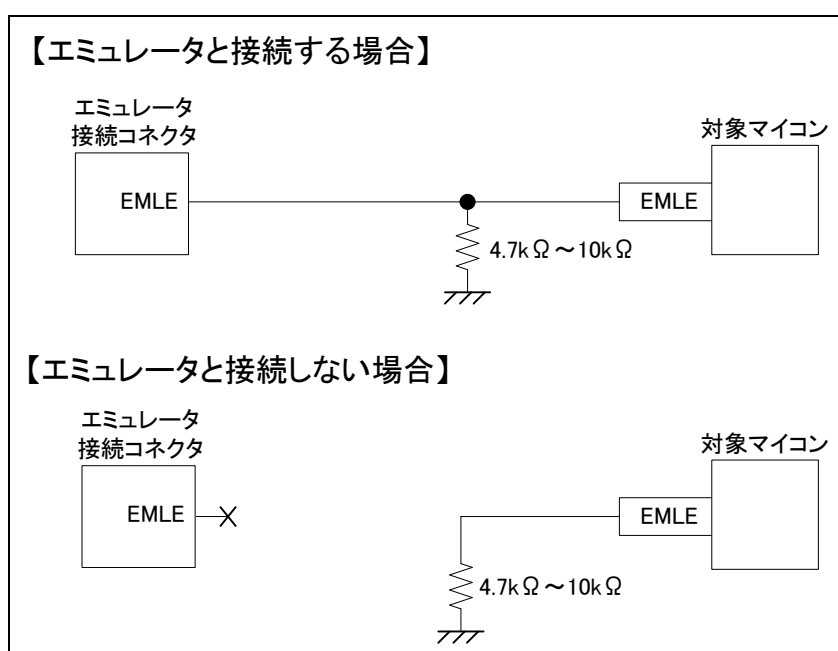 【エミュレータと接続する場合】
エミュレータ
接続コネクタ
対象マイコン
EMLE
EMLE
4.7kΩ～10kΩ
【エミュレータと接続しない場合】
エミュレータ
接続コネクタ
対象マイコン
EMLE
EMLE
4.7kΩ～10kΩ